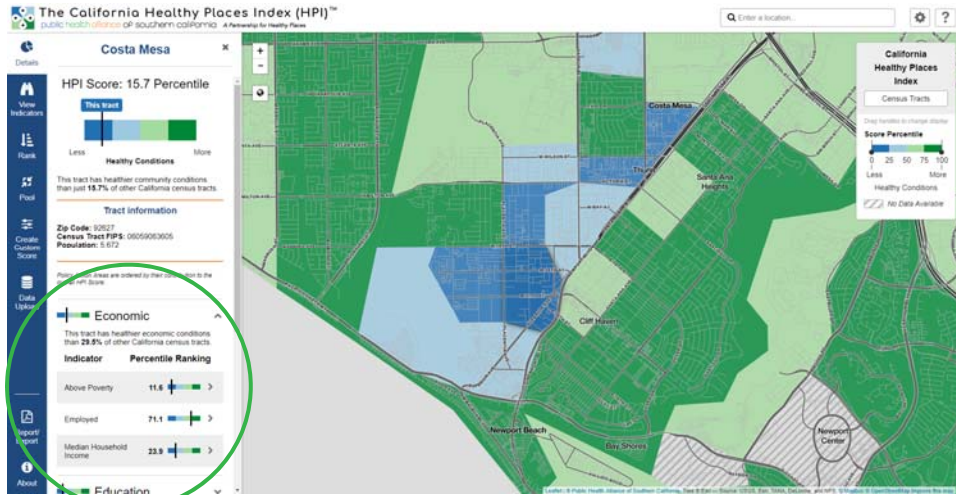 The California Healthy Places Index (HPI)™
public health alliance of southern california A Partnership for Healthy Places
Enter a location...
?
Details
View Indicators
Rank
Pool
Create Custom Score
Data Upload
About
Costa Mesa
×
HPI Score: 15.7 Percentile
This tract
Less
More
Healthy Conditions
This tract has healthier community conditions
than just 15.7% of other California census tracts.
Tract information
Zip Code: 92627
Census Tract FIPS: 06059063605
Population: 5,672
Economic
This tract has healthier economic conditions
than 29.5% of other California census tracts.
Indicator Percentile Ranking
Above Poverty 11.6
Employed 71.1
Median Household
Income 23.9
Education
+
−
Costa Mesa
Santa Ana
Heights
Cliff Haven
Newport Beach
Bay Shores
Newport
Center
California
Healthy Places
Index
Census Tracts
Drag handles to change display
Score Percentile
0 25 50 75 100
Less More
Healthy Conditions
No Data Available